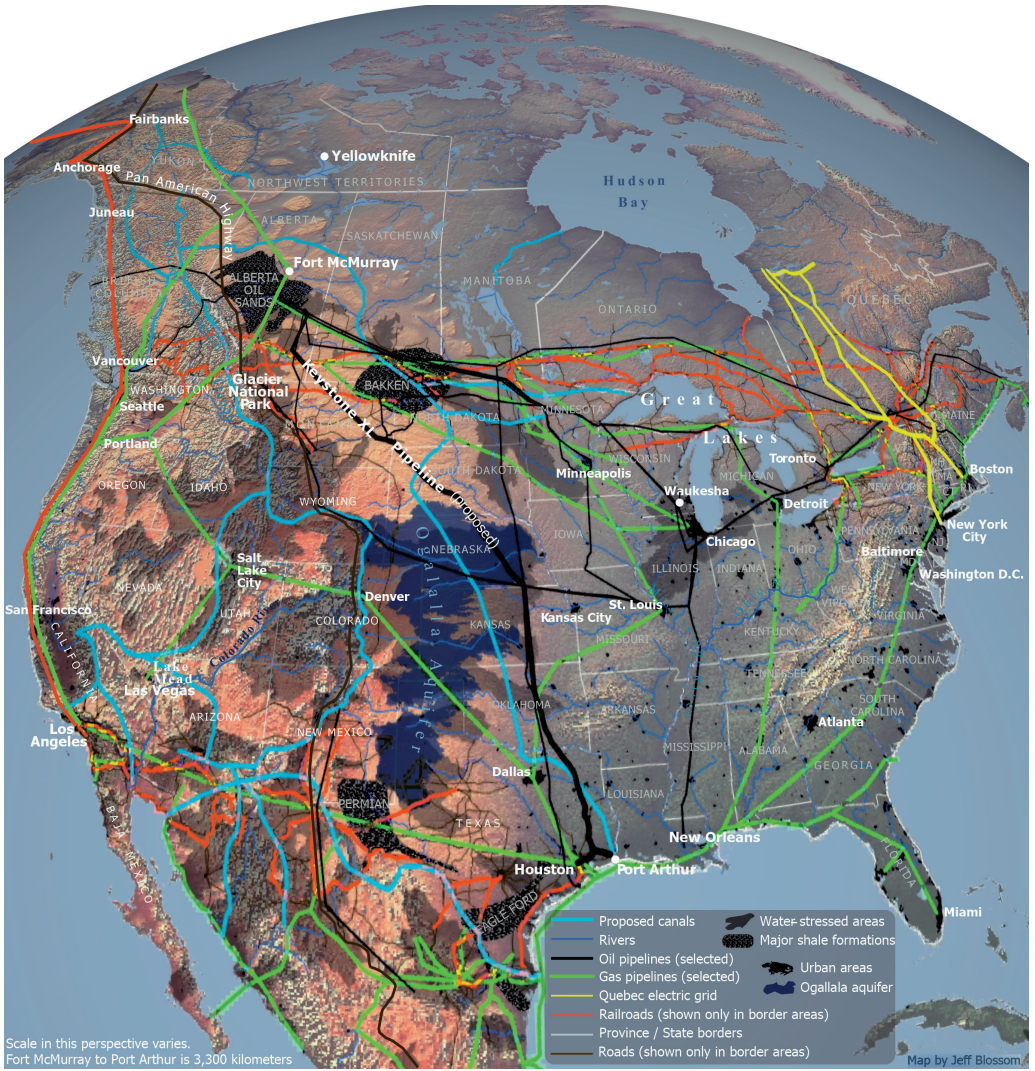 Fairbanks
YUKON
Yellowknife
Anchorage
Pan American Highway
NORTHWEST TERRITORIES
Hudson
Bay
Juneau
ALBERTA
SASKATCHEWAN
Fort McMurray
ALBERTA
OIL
SANDS
BRITISH
COLUMBIA
MANITOBA
ONTARIO
QUEBEC
Vancouver
WASHINGTON
Glacier
National
Park
Seattle
Keystone XL Pipeline (proposed)
BAKKEN
MINNESOTA
Great
Lakes
MAINE
Portland
OREGON
IDAHO
WYOMING
SOUTH DAKOTA
Minneapolis
WISCONSIN
MICHIGAN
Toronto
Boston
Waukesha
Detroit
NEW YORK
New York
City
NEBRASKA
IOWA
Chicago
ILLINOIS
INDIANA
OHIO
PENNSYLVANIA
NJ
Baltimore
Washington D.C.
Ogallala Aquifer
NEVADA
Salt
Lake
City
UTAH
San Francisco
CALIFORNIA
Denver
COLORADO
KANSAS
Kansas City
St. Louis
MISSOURI
KENTUCKY
VIRGINIA
Lake
Mead
Las Vegas
ARIZONA
NEW MEXICO
OKLAHOMA
ARKANSAS
TENNESSEE
NORTH CAROLINA
SOUTH
CAROLINA
Los
Angeles
Atlanta
MISSISSIPPI
ALABAMA
GEORGIA
Dallas
PERMIAN
TEXAS
LOUISIANA
BAJA MEXICO
New Orleans
Houston
Port Arthur
FLORIDA
EAGLE FORD
Miami
Proposed canals
Rivers
Oil pipelines (selected)
Gas pipelines (selected)
Quebec electric grid
Railroads (shown only in border areas)
Province / State borders
Roads (shown only in border areas)
Water-stressed areas
Major shale formations
Urban areas
Ogallala aquifer
Scale in this perspective varies.
Fort McMurray to Port Arthur is 3,300 kilometers
Map by Jeff Blossom